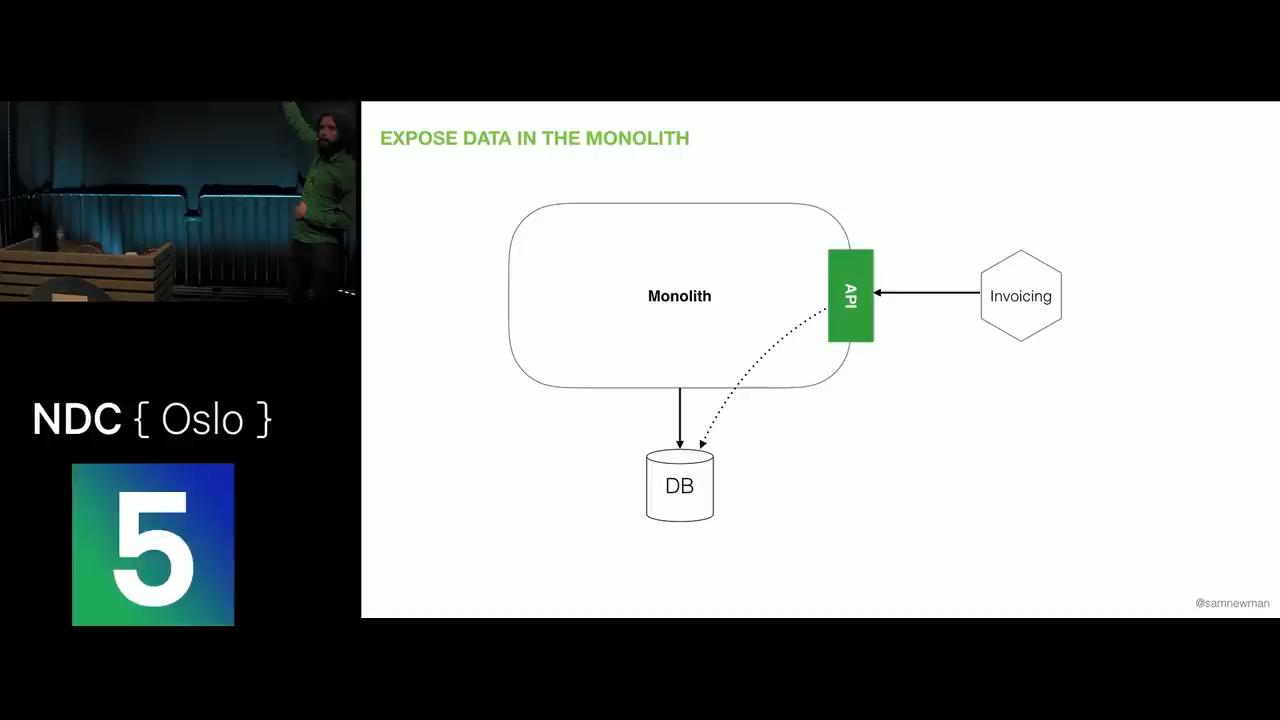 EXPOSE DATA IN THE MONOLITH
Monolith
API
Invoicing
DB
NDC { Oslo }
5
@samnewman